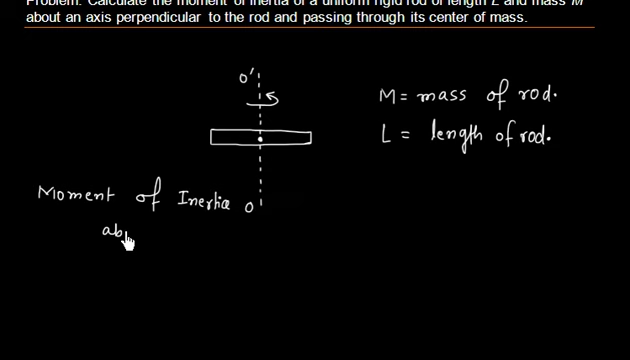 Problem: Calculate the moment of inertia of a uniform rigid rod of length L and mass M
about an axis perpendicular to the rod and passing through its center of mass.
O'
M = mass of rod.
L = length of rod.
Moment of Inertia
O
ab